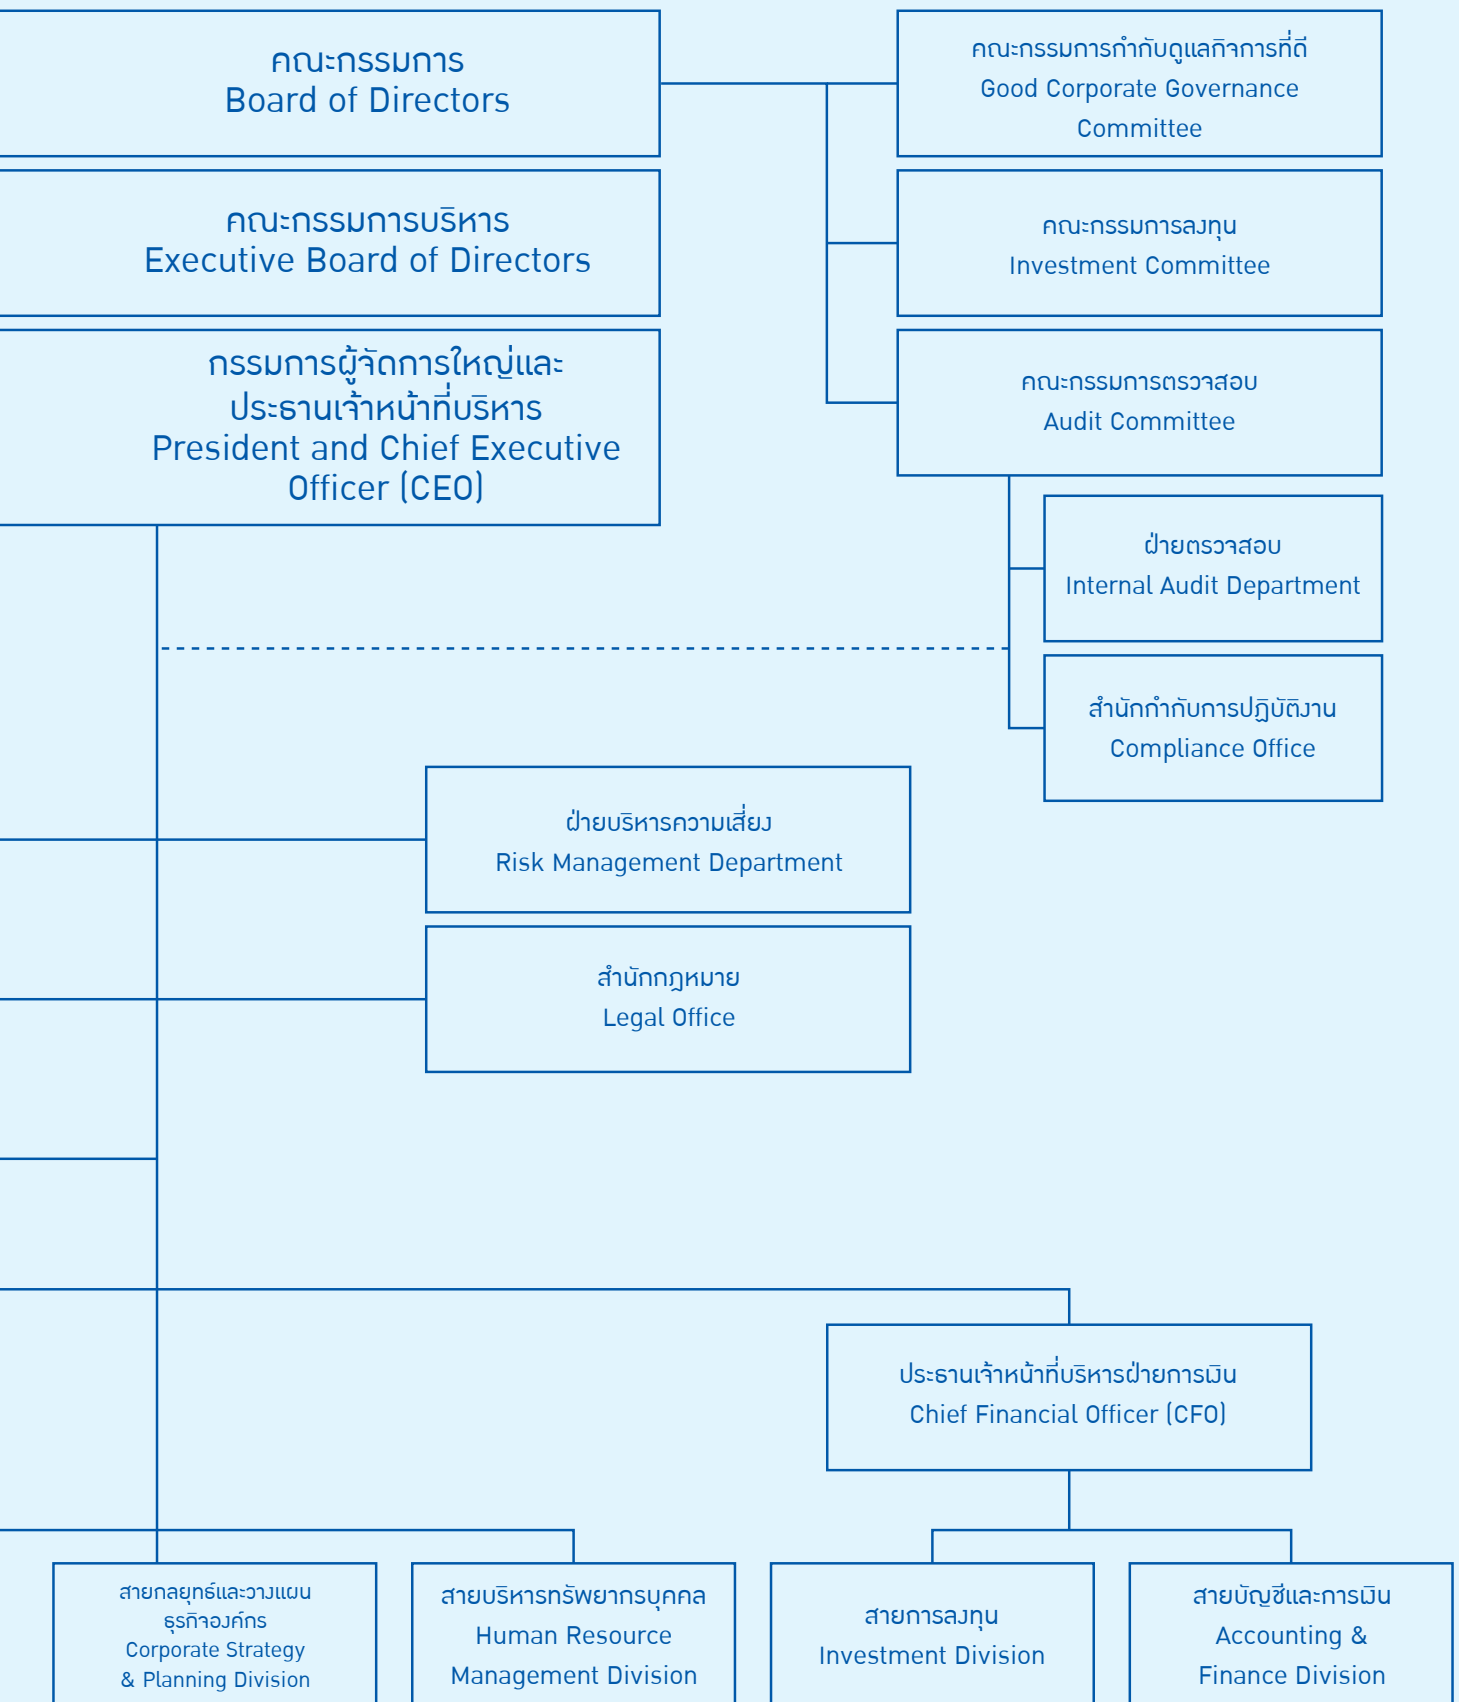 คณะกรรมการ
Board of Directors
คณะกรรมการกำกับดูแลกิจการที่ดี
Good Corporate Governance
Committee
คณะกรรมการบริหาร
Executive Board of Directors
คณะกรรมการลงทุน
Investment Committee
กรรมการผู้จัดการใหญ่และ
ประธานเจ้าหน้าที่บริหาร
President and Chief Executive
Officer (CEO)
คณะกรรมการตรวจสอบ
Audit Committee
ฝ่ายตรวจสอบ
Internal Audit Department
สำนักกำกับการปฏิบัติงาน
Compliance Office
ฝ่ายบริหารความเสี่ยง
Risk Management Department
สำนักกฎหมาย
Legal Office
ประธานเจ้าหน้าที่บริหารฝ่ายการเงิน
Chief Financial Officer (CFO)
สายกลยุทธ์และวางแผน
ธุรกิจองค์กร
Corporate Strategy
& Planning Division
สายบริหารทรัพยากรบุคคล
Human Resource
Management Division
สายการลงทุน
Investment Division
สายบัญชีและการเงิน
Accounting &
Finance Division